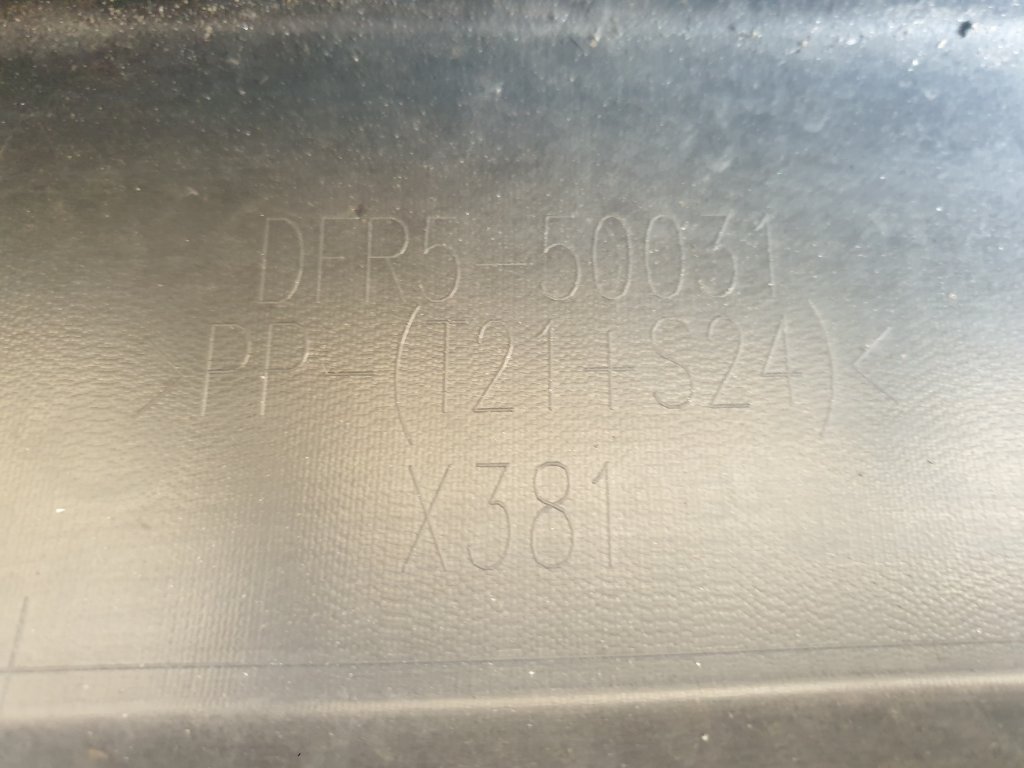 DFR5-50031
>PP-(T21+S24)<
X381